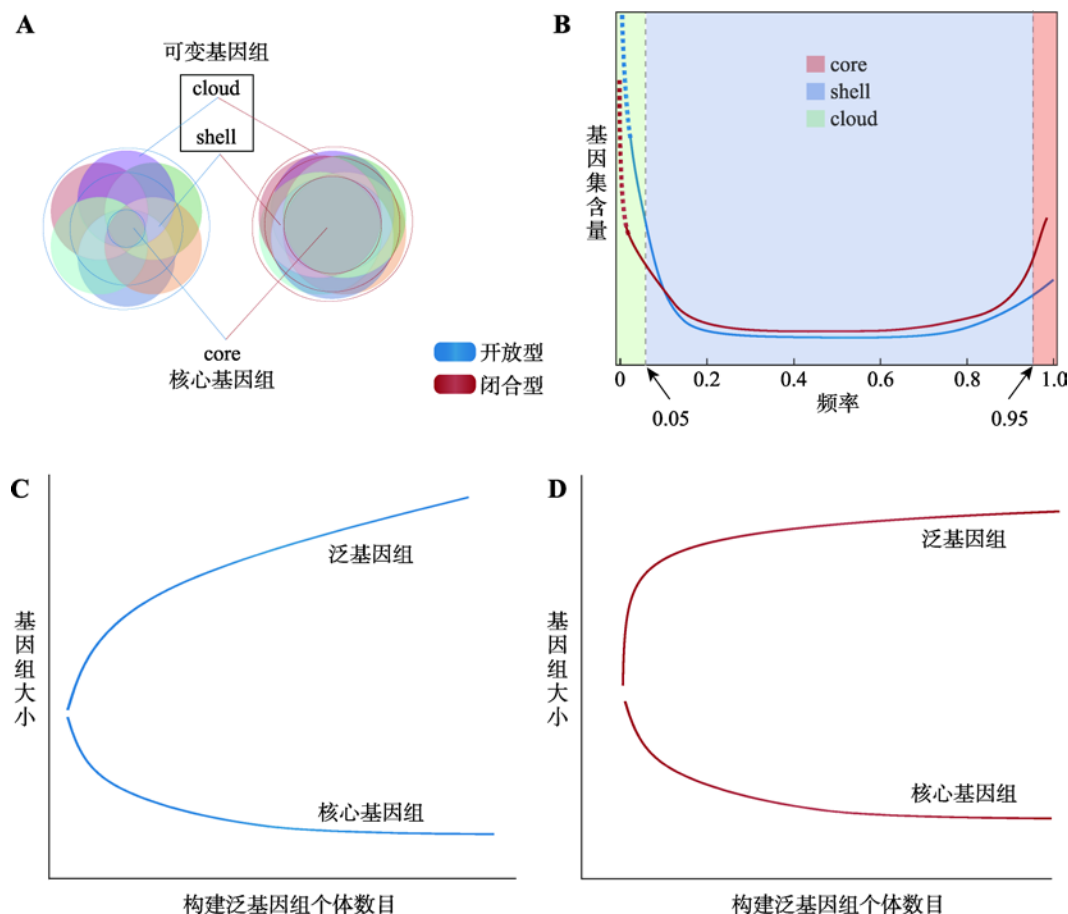 A
可变基因组
cloud
shell
core
核心基因组
开放型
闭合型
B
core
shell
cloud
基因集含量
0
0.2
0.4
0.6
0.8
1.0
频率
0.05
0.95
C
泛基因组
基因组大小
核心基因组
构建泛基因组个体数目
D
泛基因组
基因组大小
核心基因组
构建泛基因组个体数目